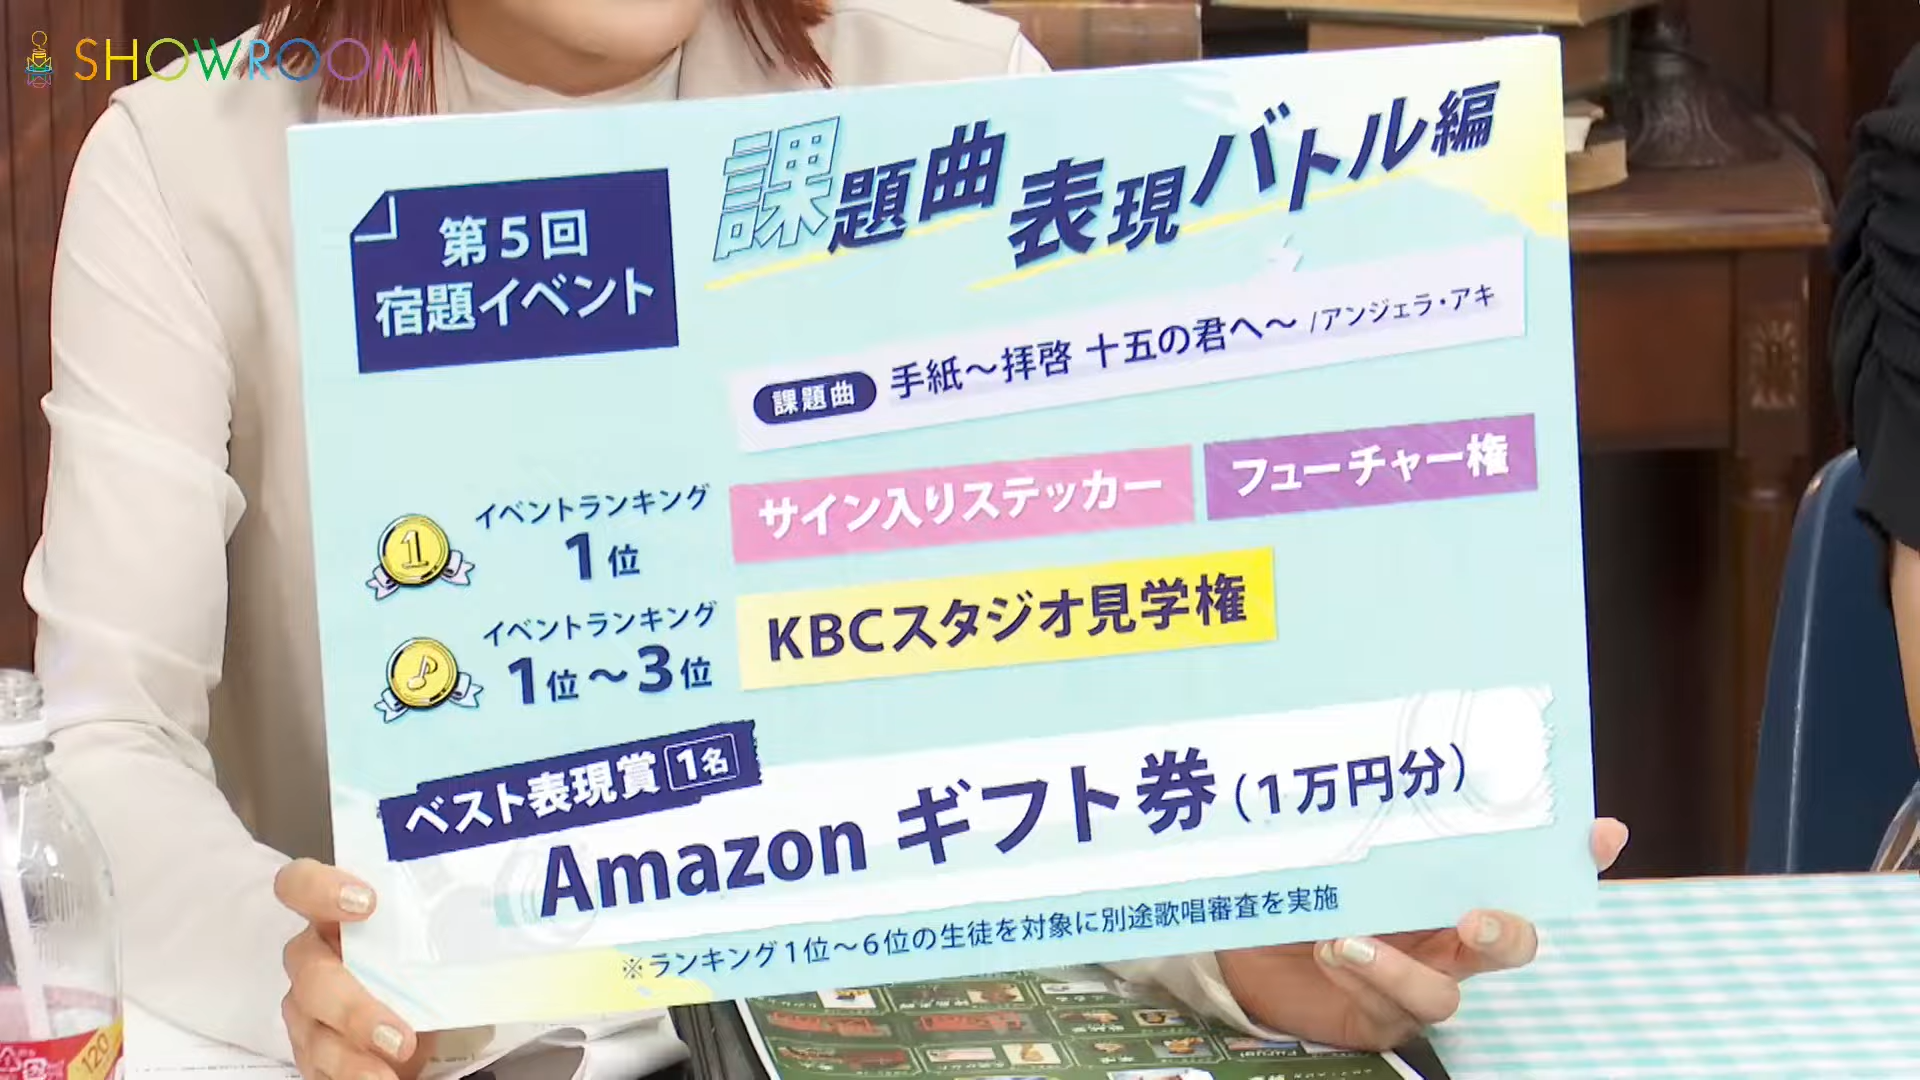 SHOWROOM
第5回
宿題イベント
課題曲表現バトル編
課題曲 手紙～拝啓 十五の君へ～ /アンジェラ・アキ
イベントランキング
1位
サイン入りステッカー
フューチャー権
イベントランキング
1位～3位
KBCスタジオ見学権
ベスト表現賞 1名
Amazon ギフト券(1万円分)
※ランキング1位～6位の生徒を対象に別途歌唱審査を実施
120